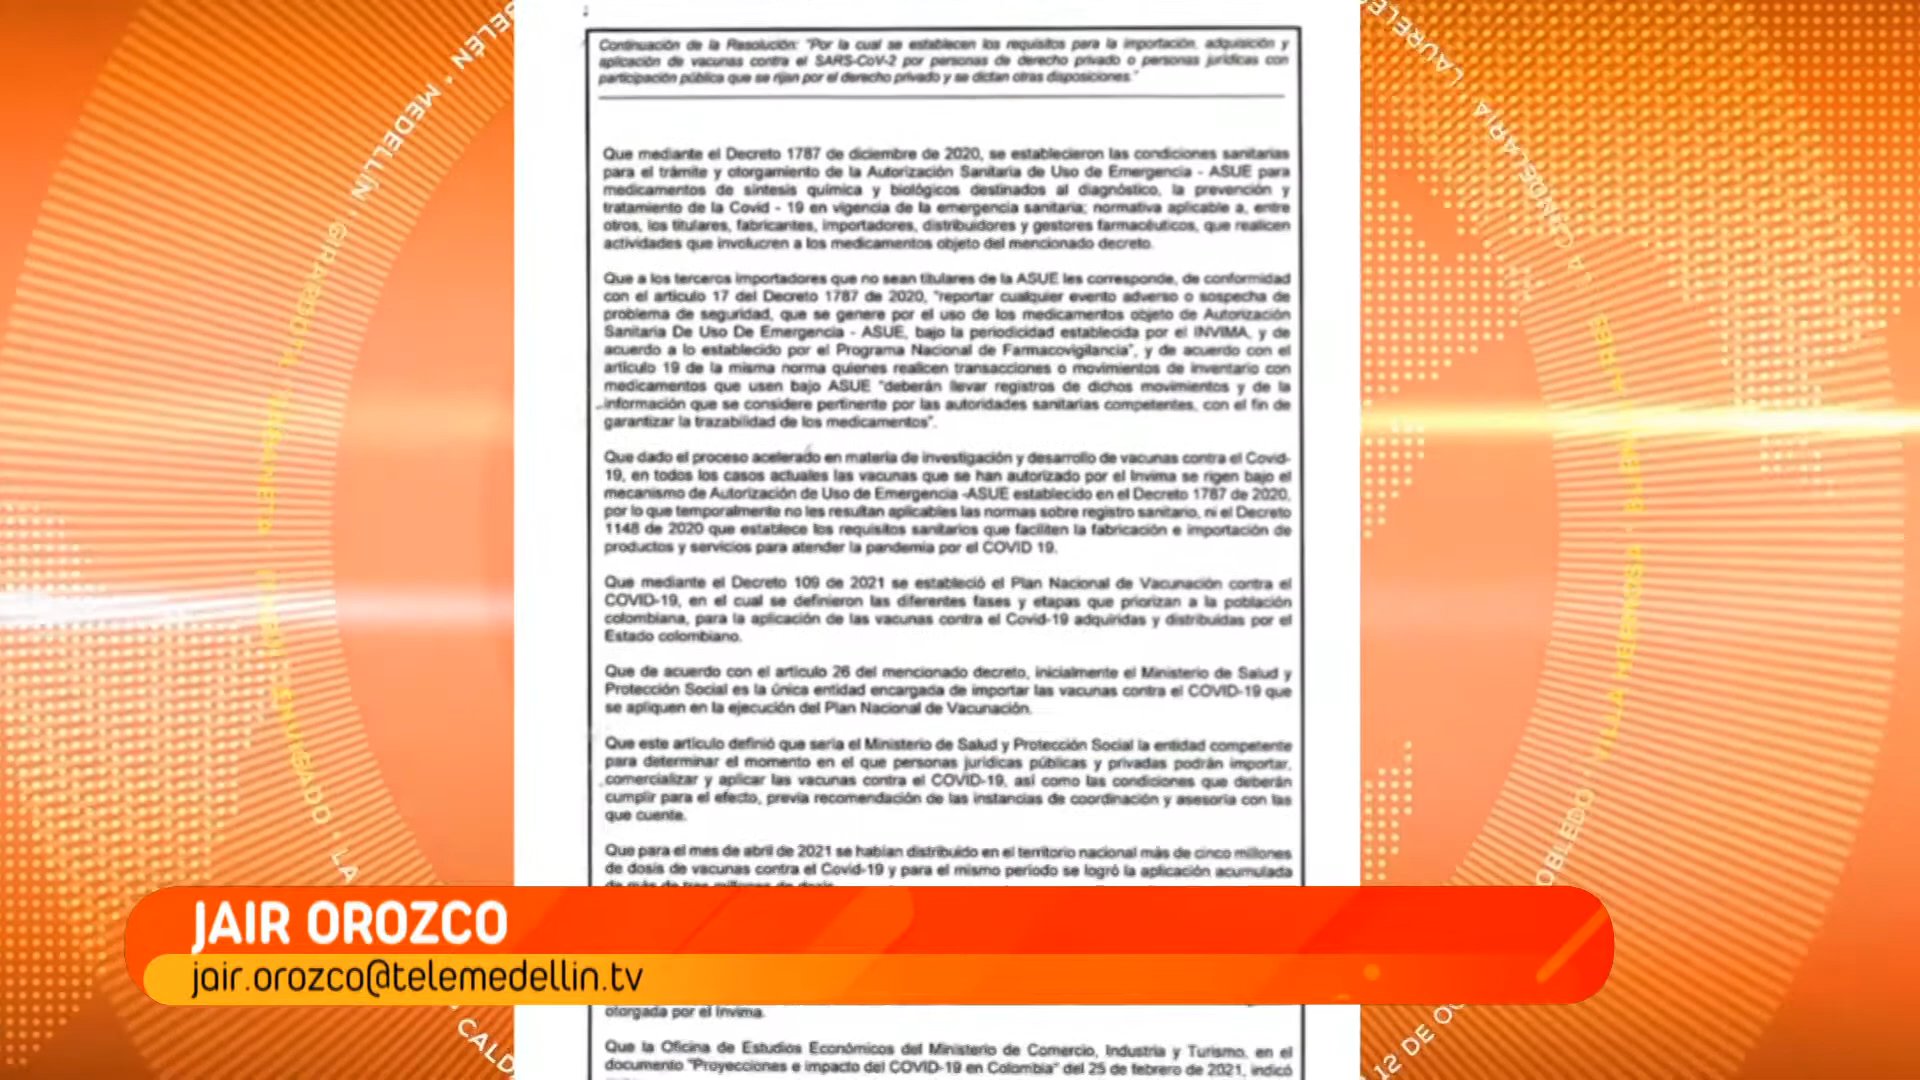 Continuación de la Resolución: "Por la cual se establecen los requisitos para la importación, adquisición y
aplicación de vacunas contra el SARS-CoV-2 por personas de derecho privado o personas jurídicas con
participación pública que se rijan por el derecho privado y se dictan otras disposiciones."
Que mediante el Decreto 1787 de diciembre de 2020, se establecieron las condiciones sanitarias
para el trámite y otorgamiento de la Autorización Sanitaria de Uso de Emergencia - ASUE para
medicamentos de síntesis química y biológicos destinados al diagnóstico, la prevención y
tratamiento de la Covid - 19 en vigencia de la emergencia sanitaria; normativa aplicable a, entre
otros, los titulares, fabricantes, importadores, distribuidores y gestores farmacéuticos, que realicen
actividades que involucren a los medicamentos objeto del mencionado decreto.
Que a los terceros importadores que no sean titulares de la ASUE les corresponde, de conformidad
con el artículo 17 del Decreto 1787 de 2020, "reportar cualquier evento adverso o sospecha de
problema de seguridad, que se genere por el uso de los medicamentos objeto de Autorización
Sanitaria De Uso De Emergencia - ASUE, bajo la periodicidad establecida por el INVIMA, y de
acuerdo a lo establecido por el Programa Nacional de Farmacovigilancia", y de acuerdo con el
artículo 19 de la misma norma quienes realicen transacciones o movimientos de inventario con
medicamentos que usen bajo ASUE "deberán llevar registros de dichos movimientos y de la
información que se considere pertinente por las autoridades sanitarias competentes, con el fin de
garantizar la trazabilidad de los medicamentos".
Que dado el proceso acelerado en materia de investigación y desarrollo de vacunas contra el Covid-
19, en todos los casos actuales las vacunas que se han autorizado por el Invima se rigen bajo el
mecanismo de Autorización de Uso de Emergencia -ASUE establecido en el Decreto 1787 de 2020,
por lo que temporalmente no les resultan aplicables las normas sobre registro sanitario, ni el Decreto
1148 de 2020 que establece los requisitos sanitarios que faciliten la fabricación e importación de
productos y servicios para atender la pandemia por el COVID 19.
Que mediante el Decreto 109 de 2021 se estableció el Plan Nacional de Vacunación contra el
COVID-19, en el cual se definieron las diferentes fases y etapas que priorizan a la población
colombiana, para la aplicación de las vacunas contra el Covid-19 adquiridas y distribuidas por el
Estado colombiano.
Que de acuerdo con el artículo 26 del mencionado decreto, inicialmente el Ministerio de Salud y
Protección Social es la única entidad encargada de importar las vacunas contra el COVID-19 que
se apliquen en la ejecución del Plan Nacional de Vacunación.
Que este artículo definió que sería el Ministerio de Salud y Protección Social la entidad competente
para determinar el momento en el que personas jurídicas públicas y privadas podrán importar,
comercializar y aplicar las vacunas contra el COVID-19, así como las condiciones que deberán
cumplir para el efecto, previa recomendación de las instancias de coordinación y asesoría con las
que cuente.
Que para el mes de abril de 2021 se habían distribuido en el territorio nacional más de cinco millones
de dosis de vacunas contra el Covid-19 y para el mismo periodo se logró la aplicación acumulada
de más de tres millones de dosis
JAIR OROZCO
jair.orozco@telemedellin.tv
otorgada por el Invima.
Que la Oficina de Estudios Económicos del Ministerio de Comercio, Industria y Turismo, en el
documento "Proyecciones e impacto del COVID-19 en Colombia" del 25 de febrero de 2021, indicó
BELÉN • MEDELLÍN • GIRARDOTA
ENVIGADO • LA
CALD
LAURELES
LA CANDELARIA
VILLA HERMOSA
ROBLEDO
12 DE OC